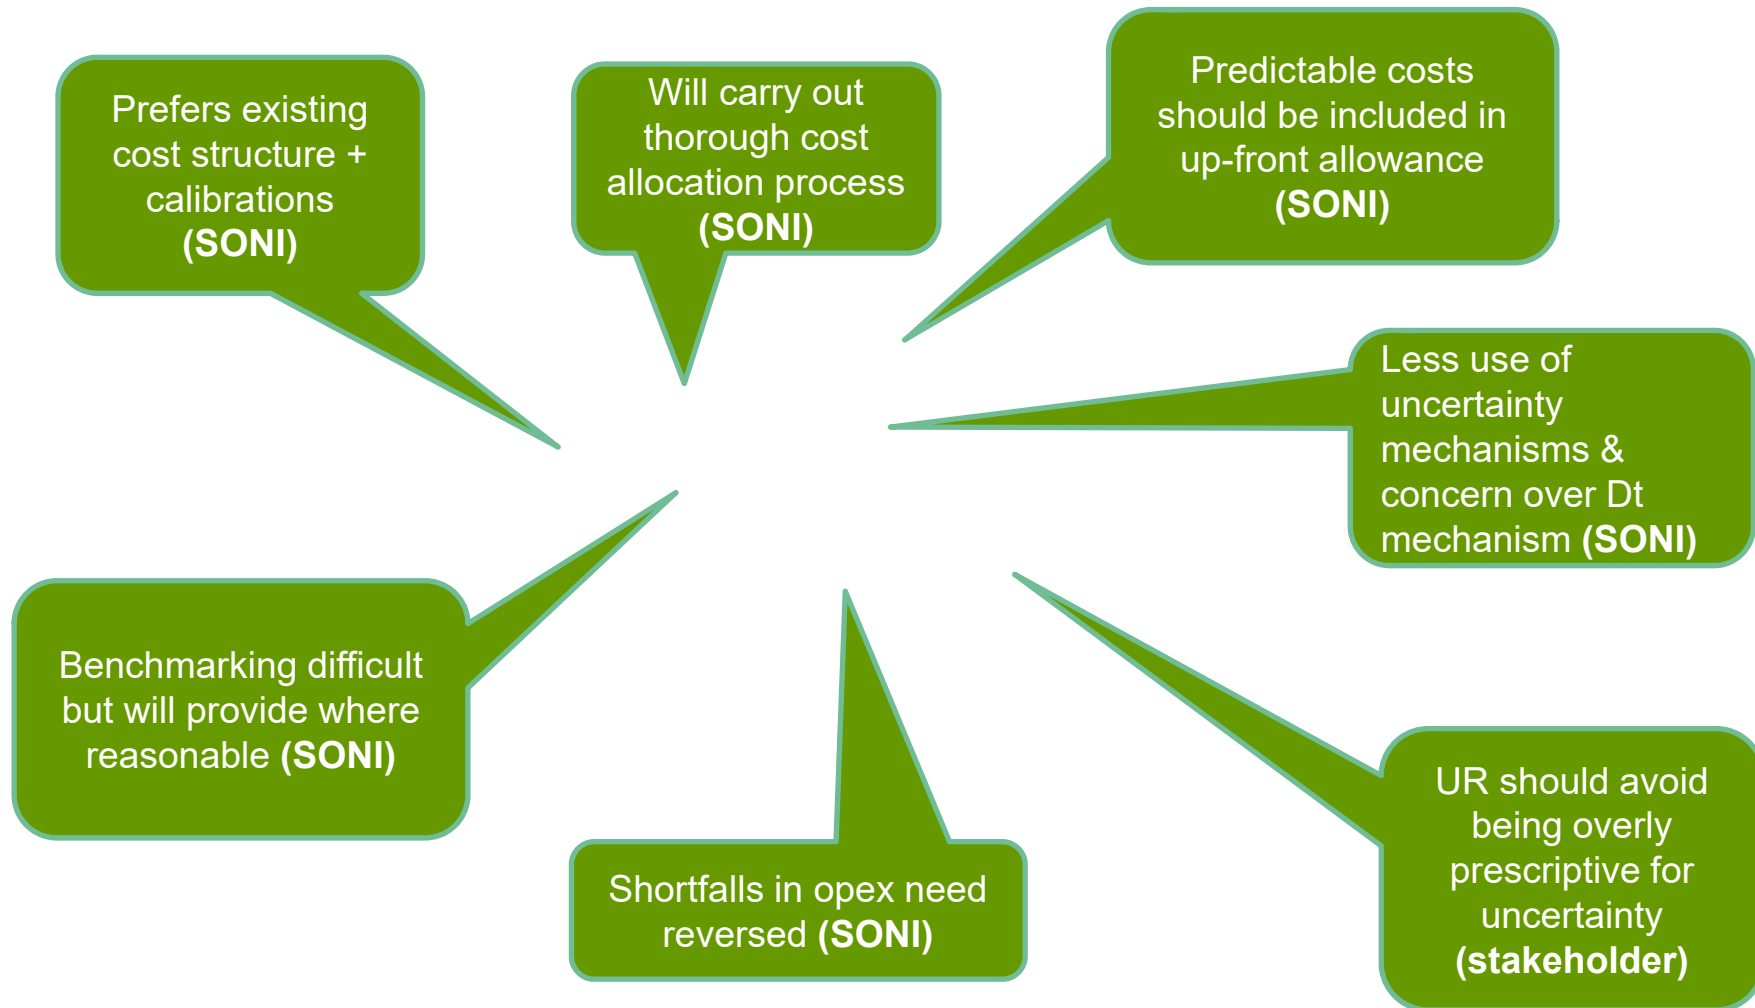 Prefers existing
cost structure +
calibrations
(SONI)
Will carry out
thorough cost
allocation process
(SONI)
Predictable costs
should be included in
up-front allowance
(SONI)
Less use of
uncertainty
mechanisms &
concern over Dt
mechanism (SONI)
Benchmarking difficult
but will provide where
reasonable (SONI)
Shortfalls in opex need
reversed (SONI)
UR should avoid
being overly
prescriptive for
uncertainty
(stakeholder)